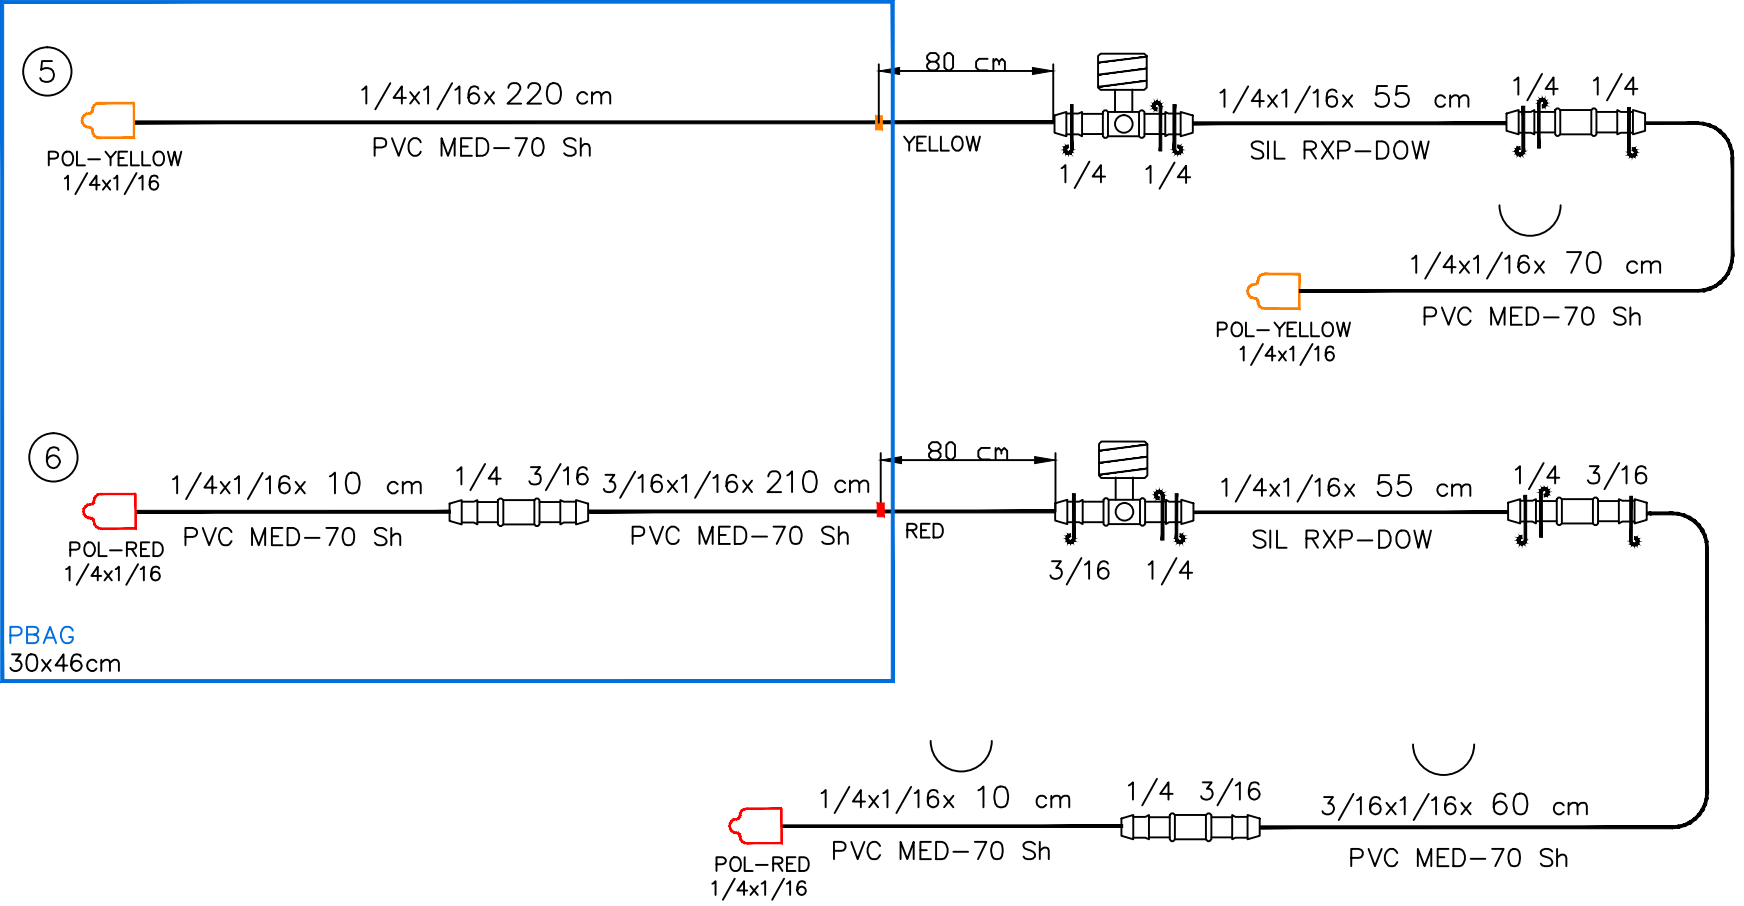 5
1/4x1/16x 220 cm
PVC MED-70 Sh
POL-YELLOW
1/4x1/16
80 cm
YELLOW
1/4 1/4
1/4x1/16x 55 cm
SIL RXP-DOW
1/4 1/4
1/4x1/16x 70 cm
PVC MED-70 Sh
POL-YELLOW
1/4x1/16
6
1/4x1/16x 10 cm
PVC MED-70 Sh
POL-RED
1/4x1/16
1/4 3/16
3/16x1/16x 210 cm
PVC MED-70 Sh
80 cm
RED
3/16 1/4
1/4x1/16x 55 cm
SIL RXP-DOW
1/4 3/16
PBAG
30x46cm
1/4x1/16x 10 cm
PVC MED-70 Sh
POL-RED
1/4x1/16
1/4 3/16
3/16x1/16x 60 cm
PVC MED-70 Sh